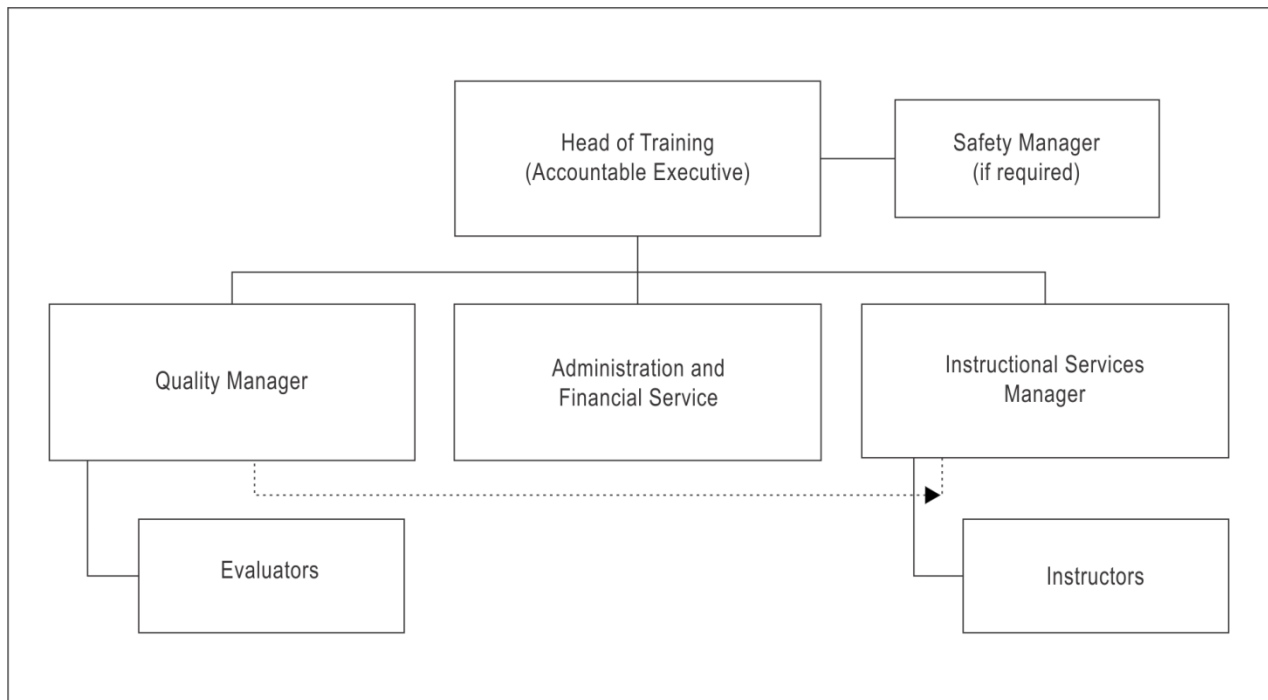 Head of Training
(Accountable Executive)
Safety Manager
(if required)
Quality Manager
Administration and
Financial Service
Instructional Services
Manager
Evaluators
Instructors